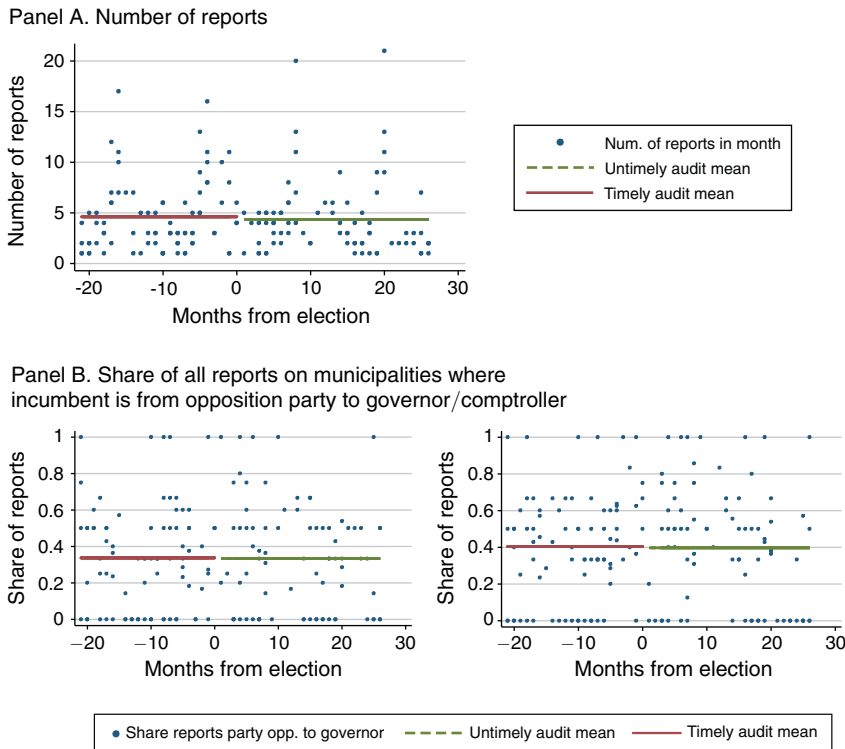 Panel A. Number of reports
Number of reports
20
15
10
5
0
-20 -10 0 10 20 30
Months from election
Num. of reports in month
Untimely audit mean
Timely audit mean
Panel B. Share of all reports on municipalities where
incumbent is from opposition party to governor/comptroller
Share of reports
1
0.8
0.6
0.4
0.2
0
−20 −10 0 10 20 30
Months from election
Share of reports
1
0.8
0.6
0.4
0.2
0
−20 −10 0 10 20 30
Months from election
Share reports party opp. to governor Untimely audit mean Timely audit mean